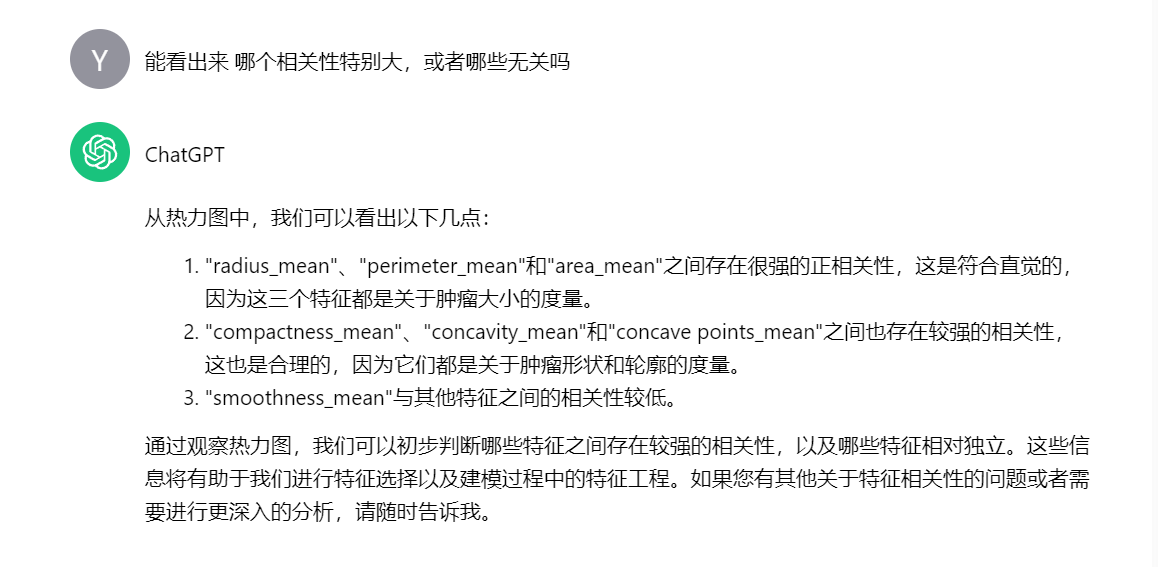 Y
能看出来 哪个相关性特别大，或者哪些无关吗
ChatGPT
从热力图中，我们可以看出以下几点：
1. "radius_mean"、"perimeter_mean"和"area_mean"之间存在很强的正相关性，这是符合直觉的，
因为这三个特征都是关于肿瘤大小的度量。
2. "compactness_mean"、"concavity_mean"和"concave points_mean"之间也存在较强的相关性，
这也是合理的，因为它们都是关于肿瘤形状和轮廓的度量。
3. "smoothness_mean"与其他特征之间的相关性较低。
通过观察热力图，我们可以初步判断哪些特征之间存在较强的相关性，以及哪些特征相对独立。这些信
息将有助于我们进行特征选择以及建模过程中的特征工程。如果您有其他关于特征相关性的问题或者需
要进行更深入的分析，请随时告诉我。